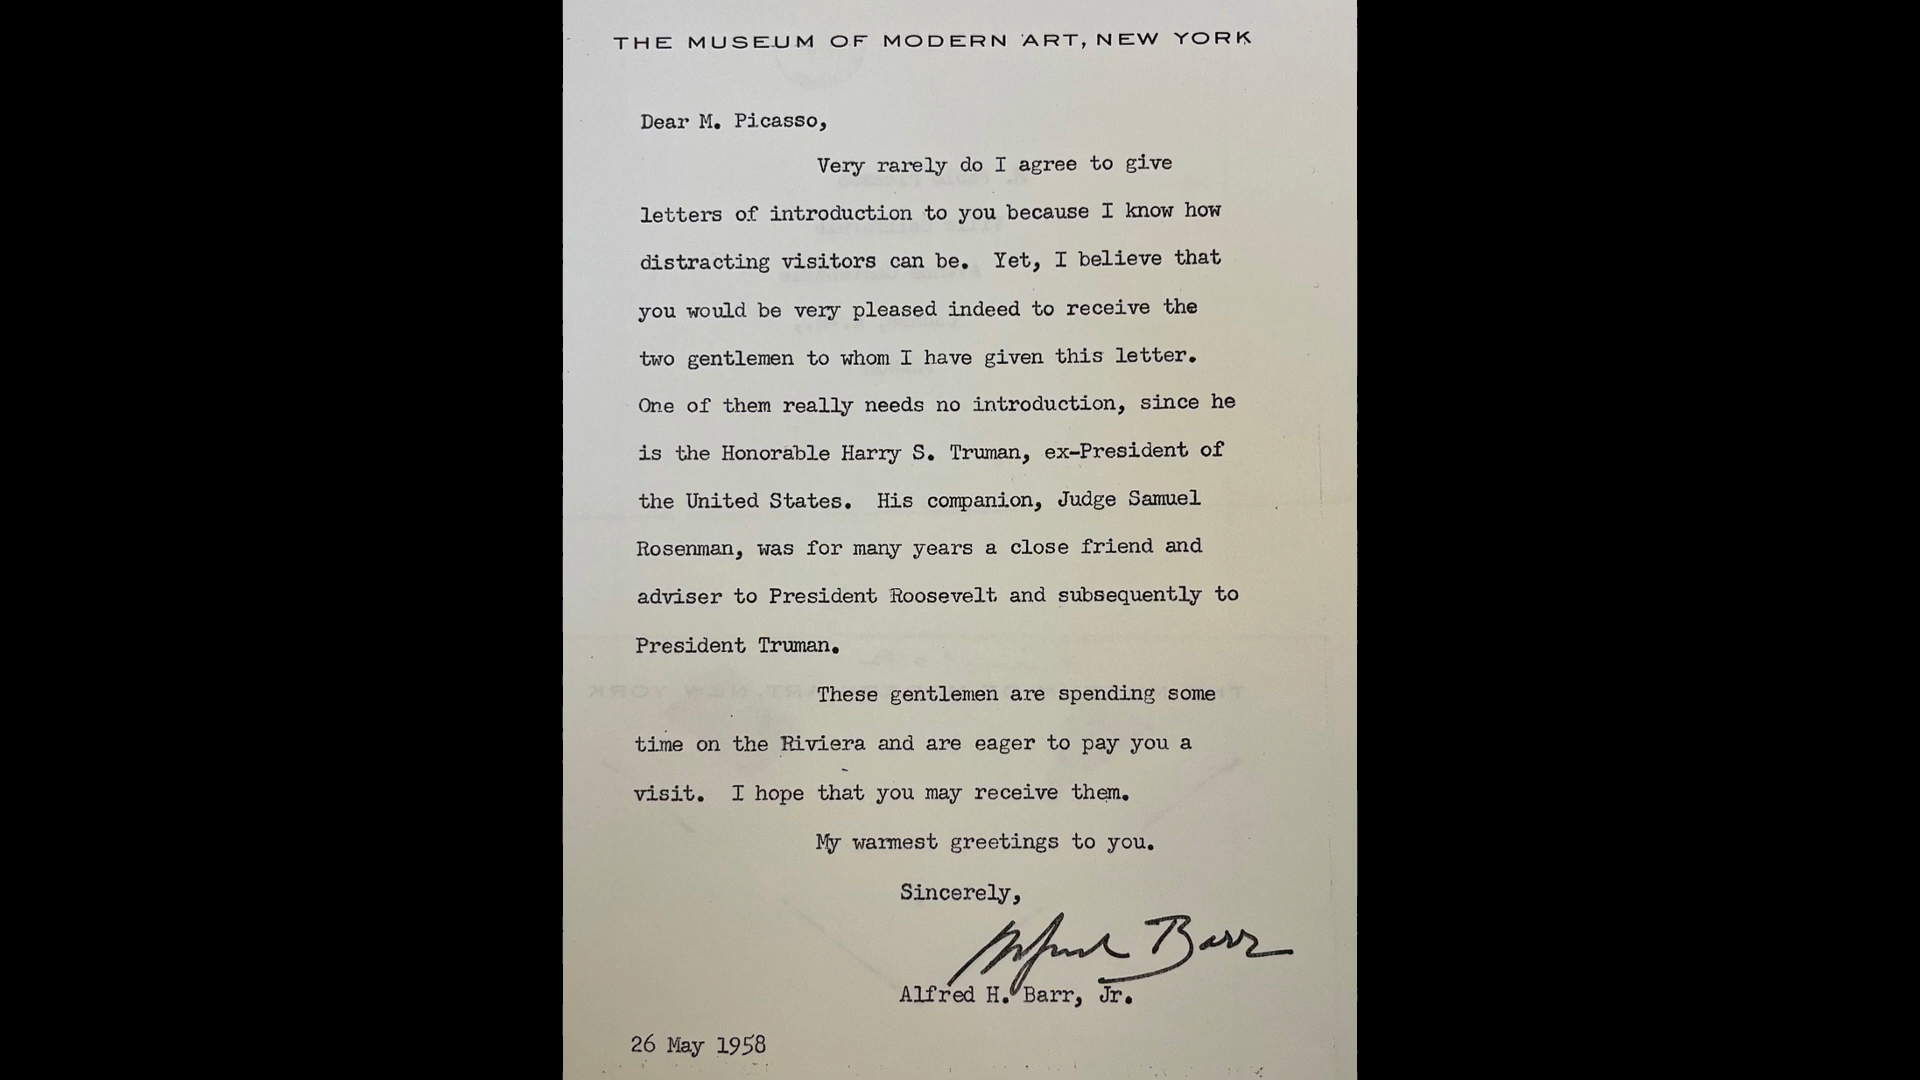 THE MUSEUM OF MODERN ART, NEW YORK
Dear M. Picasso,
Very rarely do I agree to give
letters of introduction to you because I know how
distracting visitors can be. Yet, I believe that
you would be very pleased indeed to receive the
two gentlemen to whom I have given this letter.
One of them really needs no introduction, since he
is the Honorable Harry S. Truman, ex-President of
the United States. His companion, Judge Samuel
Rosenman, was for many years a close friend and
adviser to President Roosevelt and subsequently to
President Truman.
These gentlemen are spending some
time on the Riviera and are eager to pay you a
visit. I hope that you may receive them.
My warmest greetings to you.
Sincerely,
Alfred Barr
Alfred H. Barr, Jr.
26 May 1958